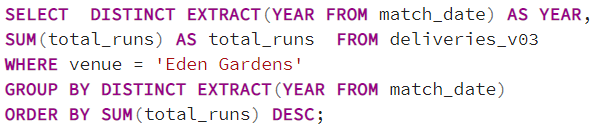 SELECT  DISTINCT EXTRACT(YEAR FROM match_date) AS YEAR,
SUM(total_runs) AS total_runs  FROM deliveries_v03
WHERE venue = 'Eden Gardens'
GROUP BY DISTINCT EXTRACT(YEAR FROM match_date)
ORDER BY SUM(total_runs) DESC;